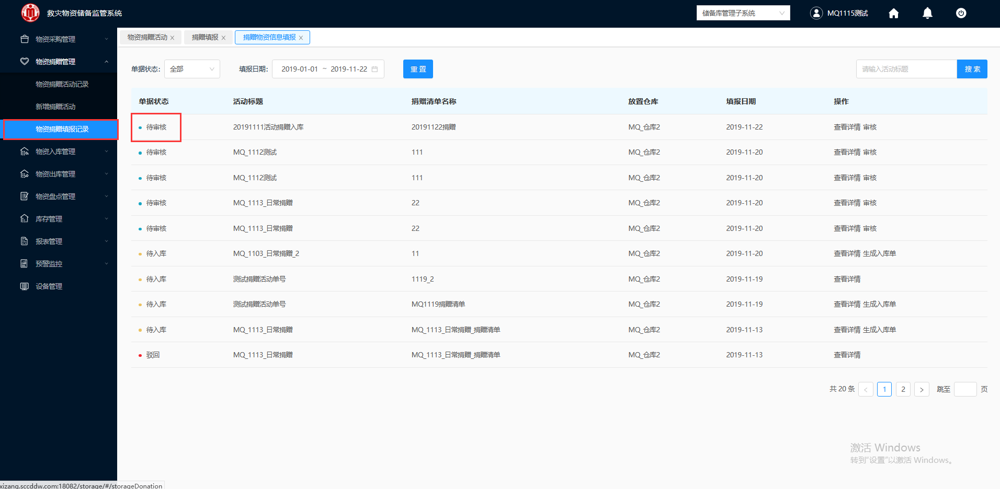 救灾物资储备监管系统
储备库管理子系统
MQ1115测试
物资采购管理
物资捐赠管理
物资捐赠活动记录
新增捐赠活动
物资捐赠填报记录
物资入库管理
物资出库管理
物资盘点管理
库存管理
报表管理
预警监控
设备管理
物资捐赠活动 捐赠填报 捐赠物资信息填报
单据状态: 全部 填报日期: 2019-01-01 ~ 2019-11-22 重置 请输入活动标题 搜索
单据状态 活动标题 捐赠清单名称 放置仓库 填报日期 操作
待审核 20191111活动捐赠入库 20191122捐赠 MQ_仓库2 2019-11-22 查看详情 审核
待审核 MQ_1112测试 111 MQ_仓库2 2019-11-20 查看详情 审核
待审核 MQ_1112测试 111 MQ_仓库2 2019-11-20 查看详情 审核
待审核 MQ_1113_日常捐赠 22 MQ_仓库2 2019-11-20 查看详情 审核
待审核 MQ_1113_日常捐赠 22 MQ_仓库2 2019-11-20 查看详情 审核
待入库 MQ_1103_日常捐赠_2 11 MQ_仓库2 2019-11-20 查看详情 生成入库单
待入库 测试捐赠活动单号 1119_2 MQ_仓库2 2019-11-19 查看详情
待入库 测试捐赠活动单号 MQ1119捐赠清单 MQ_仓库2 2019-11-19 查看详情 生成入库单
待入库 MQ_1113_日常捐赠 MQ_1113_日常捐赠_捐赠清单 MQ_仓库2 2019-11-13 查看详情 生成入库单
驳回 MQ_1113_日常捐赠 MQ_1113_日常捐赠_捐赠清单 MQ_仓库2 2019-11-13 查看详情
共 20 条 < 1 2 > 跳至 页
激活 Windows
转到“设置”以激活 Windows。
xizang.sccddw.com:18082/storage/#/storageDonation